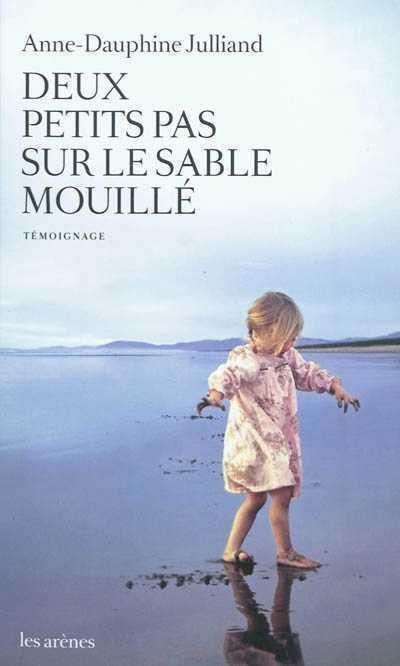 Anne-Dauphine Julliand
DEUX
PETITS PAS
SUR LE SABLE
MOUILLÉ
TÉMOIGNAGE
les arènes